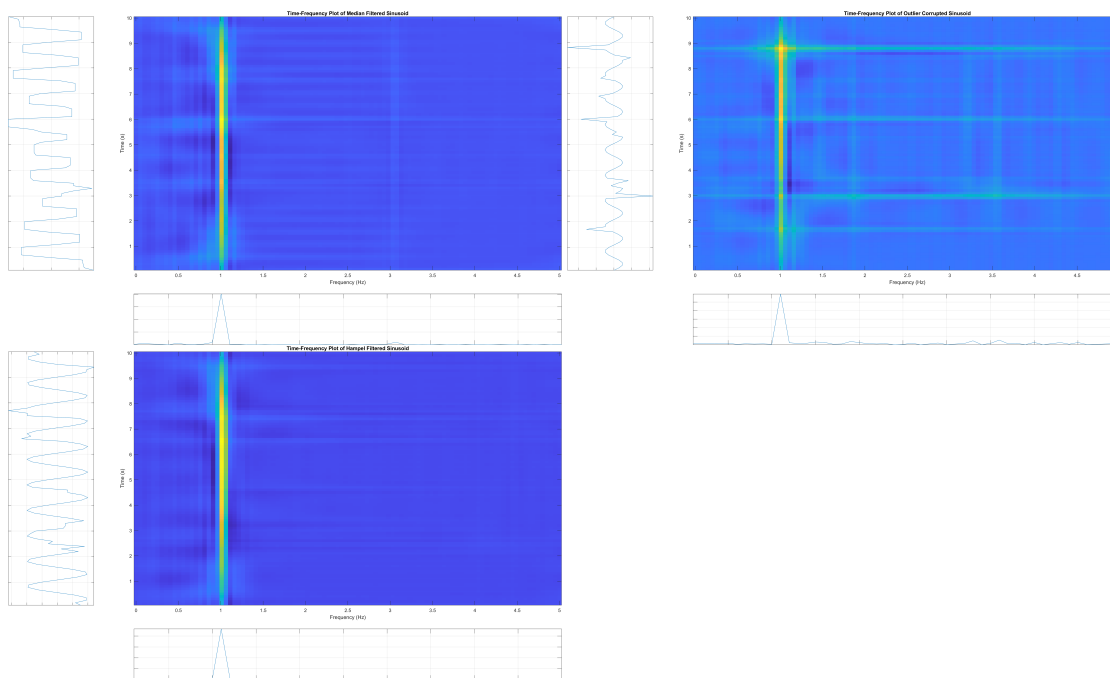 Time-Frequency Plot of Median Filtered Sinusoid
10
9
8
7
6
5
4
3
2
1
Time (s)
0 0.5 1 1.5 2 2.5 3 3.5 4 4.5 5
Frequency (Hz)
Time-Frequency Plot of Outlier Corrupted Sinusoid
10
9
8
7
6
5
4
3
2
1
Time (s)
0 0.5 1 1.5 2 2.5 3 3.5 4 4.5
Frequency (Hz)
Time-Frequency Plot of Hampel Filtered Sinusoid
10
9
8
7
6
5
4
3
2
1
Time (s)
0 0.5 1 1.5 2 2.5 3 3.5 4 4.5 5
Frequency (Hz)